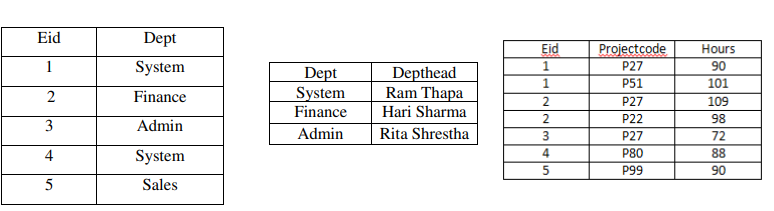 Eid Dept
1 System
2 Finance
3 Admin
4 System
5 Sales
Dept Depthead
System Ram Thapa
Finance Hari Sharma
Admin Rita Shrestha
Eid Projectcode Hours
1 P27 90
1 P51 101
2 P27 109
2 P22 98
3 P27 72
4 P80 88
5 P99 90